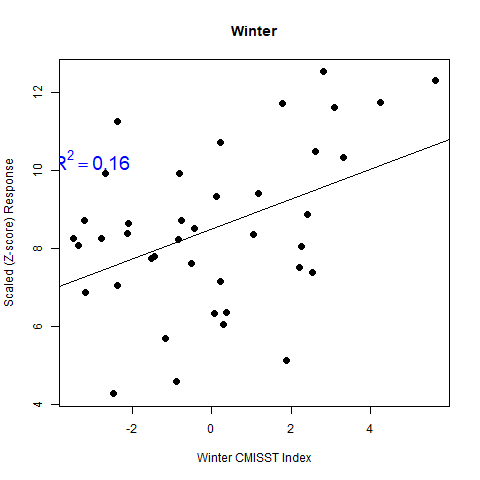 Winter
Scaled (Z-score) Response
12
10
8
6
4
R² = 0.16
-2
0
2
4
Winter CMISST Index